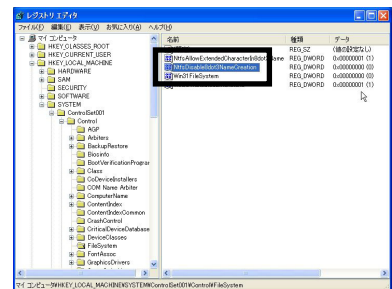 レジストリ エディタ
ファイル(F) 編集(E) 表示(V) お気に入り(A) ヘルプ(H)
マイ コンピュータ
HKEY_CLASSES_ROOT
HKEY_CURRENT_USER
HKEY_LOCAL_MACHINE
HARDWARE
SAM
SECURITY
SOFTWARE
SYSTEM
ControlSet001
Control
AGP
Arbiters
BackupRestore
Biosinfo
BootVerificationProgram
Class
CoDeviceInstallers
COM Name Arbiter
ComputerName
ContentIndex
ContentIndexCommon
CrashControl
CriticalDeviceDatabase
DeviceClasses
FileSystem
FontAssoc
GraphicsDrivers
名前 種類 データ
REG_SZ (値の設定なし)
NtfsAllowExtendedCharacterIn8dot3Name REG_DWORD 0x00000001 (1)
NtfsDisable8dot3NameCreation REG_DWORD 0x00000000 (0)
Win31FileSystem REG_DWORD 0x00000000 (0)
REG_DWORD 0x00000001 (1)
マイ コンピュータ¥HKEY_LOCAL_MACHINE¥SYSTEM¥ControlSet001¥Control¥FileSystem